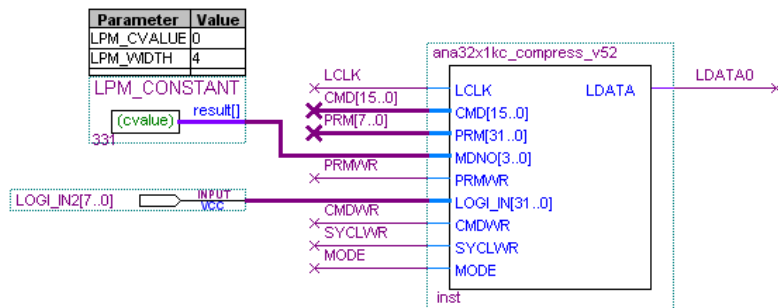 Parameter Value
LPM_CVALUE 0
LPM_WIDTH 4
LPM_CONSTANT
(cvalue)
result[]
331
LOGI_IN2[7..0]
INPUT
VCC
LCLK
CMD[15..0]
PRM[7..0]
PRMWR
CMDWR
SYCLWR
MODE
ana32x1kc_compress_v52
LCLK LDATA
CMD[15..0]
PRM[31..0]
MDNO[3..0]
PRMWR
LOGI_IN[31..0]
CMDWR
SYCLWR
MODE
inst
LDATA0